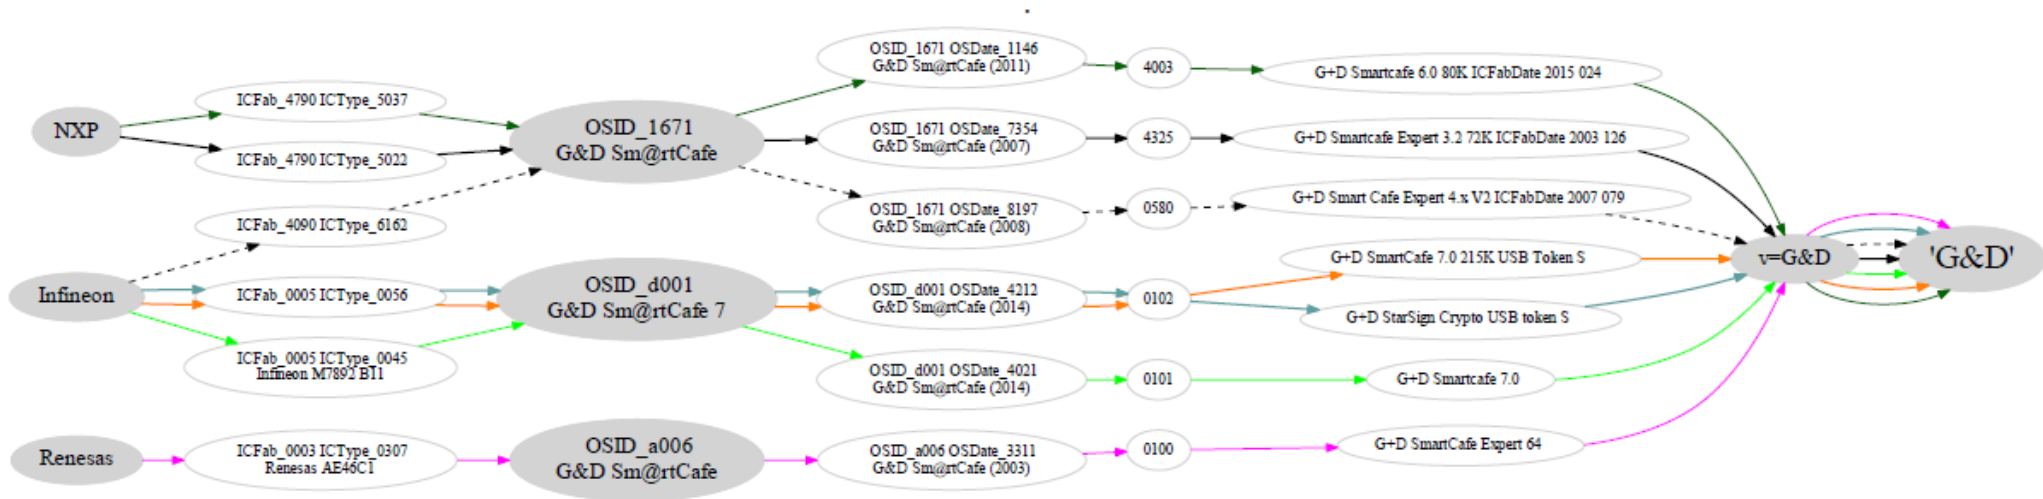 NXP
Infineon
Renesas
ICFab_4790 ICType_5037
ICFab_4790 ICType_5022
ICFab_4090 ICType_6162
ICFab_0005 ICType_0056
ICFab_0005 ICType_0045
Infineon M7892 B11
ICFab_0003 ICType_0307
Renesas AE46C1
OSID_1671
G&D Sm@rtCafe
OSID_d001
G&D Sm@rtCafe 7
OSID_a006
G&D Sm@rtCafe
OSID_1671 OSDate_1146
G&D Sm@rtCafe (2011)
OSID_1671 OSDate_7354
G&D Sm@rtCafe (2007)
OSID_1671 OSDate_8197
G&D Sm@rtCafe (2008)
OSID_d001 OSDate_4212
G&D Sm@rtCafe (2014)
OSID_d001 OSDate_4021
G&D Sm@rtCafe (2014)
OSID_a006 OSDate_3311
G&D Sm@rtCafe (2003)
4003
4325
0580
0102
0101
0100
G+D Smartcafe 6.0 80K ICFabDate 2015 024
G+D Smartcafe Expert 3.2 72K ICFabDate 2003 126
G+D Smart Cafe Expert 4.x V2 ICFabDate 2007 079
G+D SmartCafe 7.0 215K USB Token S
G+D StarSign Crypto USB token S
G+D Smartcafe 7.0
G+D SmartCafe Expert 64
v=G&D
'G&D'